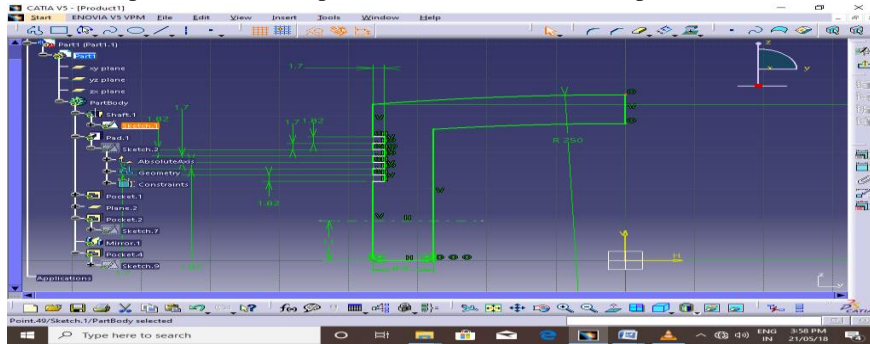 CATIA V5 - [Product1]
Start ENOVIA V5 VPM File Edit View Insert Tools Window Help
Part1 (Part1.1)
Part1
xy plane
yz plane
zx plane
PartBody
Shaft.1
Sketch.1
Pad.1
Sketch.2
AbsoluteAxis
Geometry
Constraints
Pocket.1
Plane.2
Pocket.2
Sketch.7
Mirror.1
Pocket.4
Sketch.9
Applications
1.7
1.7
1.82
1.7
1.82
1.82
R 250
H
V
H
z
y
x
f(x)
Point.49/Sketch.1/PartBody selected
CATIA
Type here to search
ENG
IN
3:58 PM
21/05/18